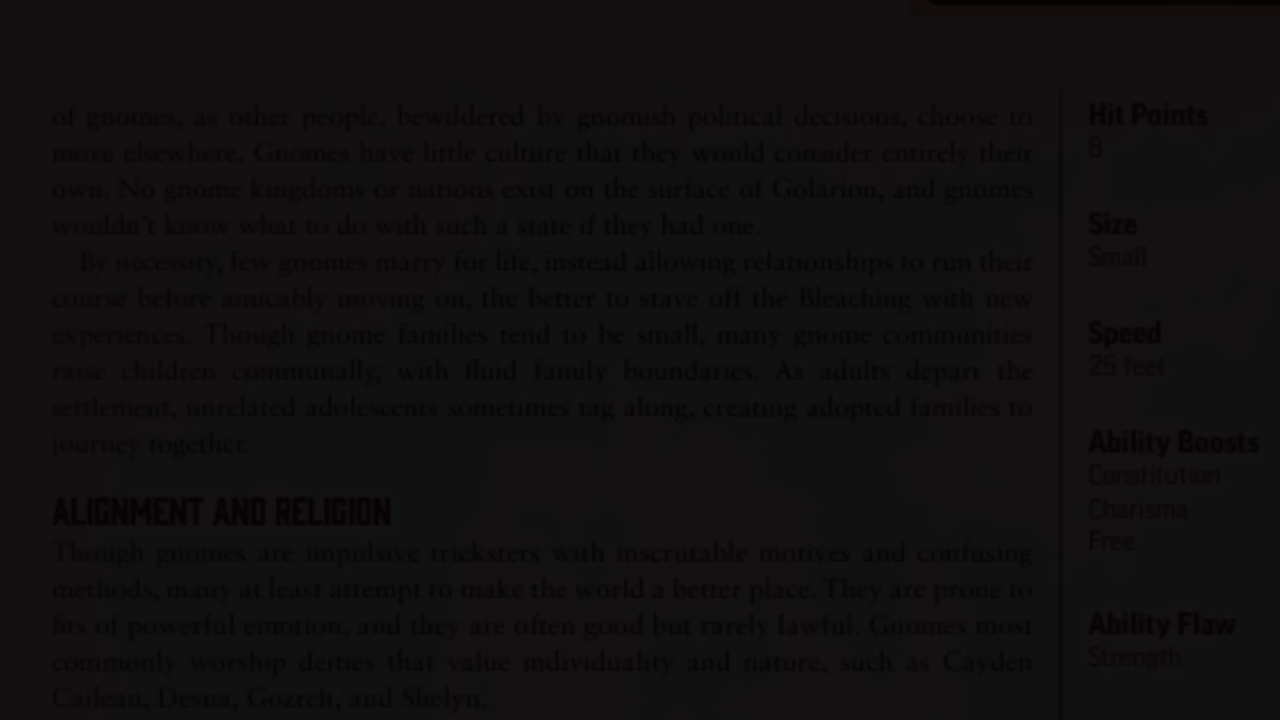 of gnomes, as other people, bewildered by gnomish political decisions, choose to
move elsewhere. Gnomes have little culture that they would consider entirely their
own. No gnome kingdoms or nations exist on the surface of Golarion, and gnomes
wouldn't know what to do with such a state if they had one.
By necessity, few gnomes marry for life, instead allowing relationships to run their
course before amicably moving on, the better to stave off the Bleaching with new
experiences. Though gnome families tend to be small, many gnome communities
raise children communally, with fluid family boundaries. As adults depart the
settlement, unrelated adolescents sometimes tag along, creating adopted families to
journey together.
ALIGNMENT AND RELIGION
Though gnomes are impulsive tricksters with inscrutable motives and confusing
methods, many at least attempt to make the world a better place. They are prone to
fits of powerful emotion, and they are often good but rarely lawful. Gnomes most
commonly worship deities that value individuality and nature, such as Cayden
Cailean, Desna, Gozreh, and Shelyn.
Hit Points
8
Size
Small
Speed
25 feet
Ability Boosts
Constitution
Charisma
Free
Ability Flaw
Strength